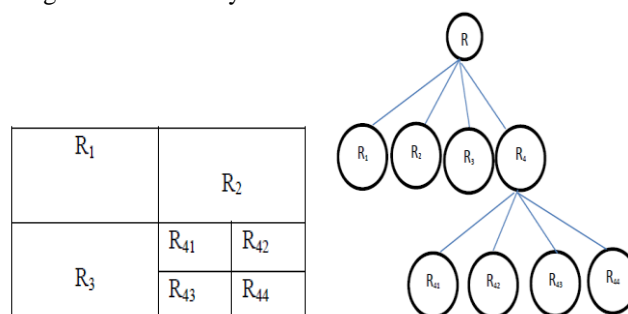 R
R₁
R₂
R₄₁ R₄₂
R₃
R₄₃ R₄₄
R₁ R₂ R₃ R₄
R₄₁ R₄₂ R₄₃ R₄₄